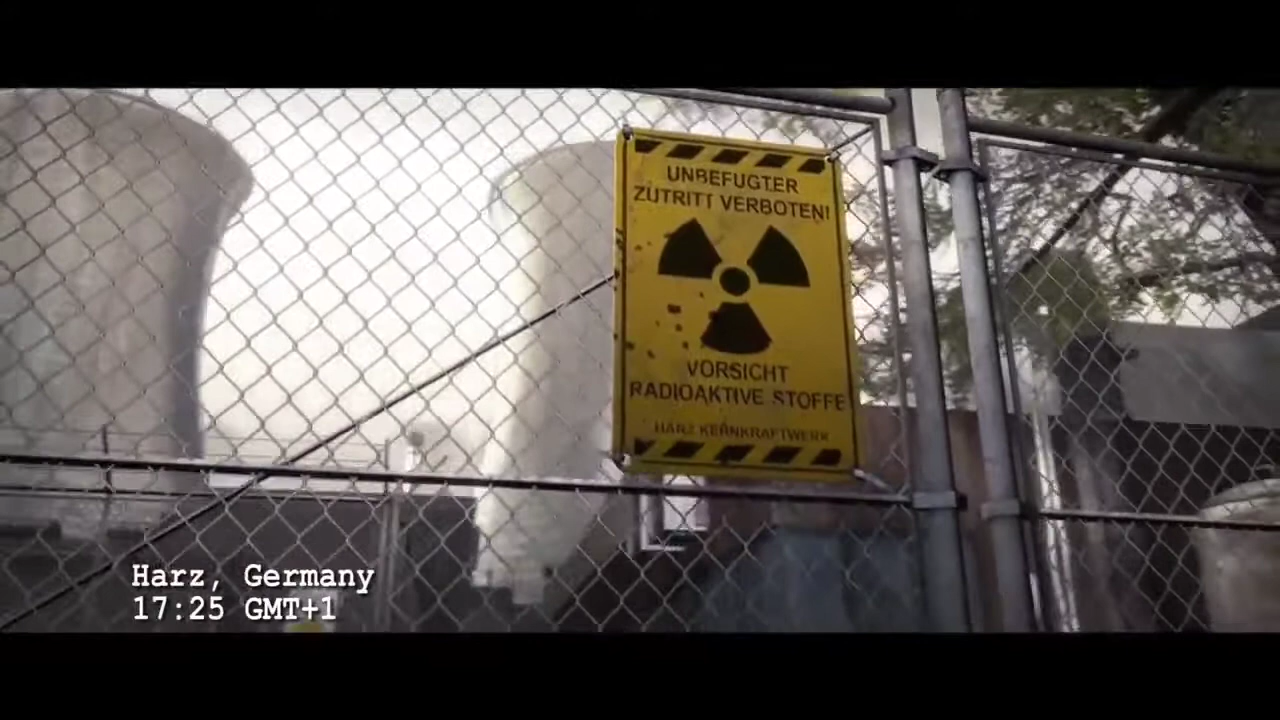 UNBEFUGTER
ZUTRITT VERBOTEN!
VORSICHT
RADIOAKTIVE STOFFE
HARZ KERNKRAFTWERK
Harz, Germany
17:25 GMT+1